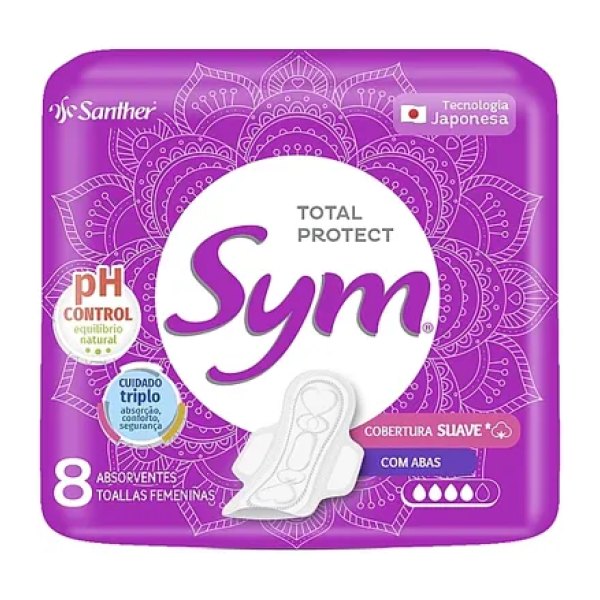 Santher®
Tecnologia
Japonesa
TOTAL
PROTECT
Sym®
pH
CONTROL
equilíbrio
natural
CUIDADO
triplo
absorção,
conforto,
segurança
COBERTURA SUAVE*
COM ABAS
8 ABSORVENTES
TOALLAS FEMENINAS